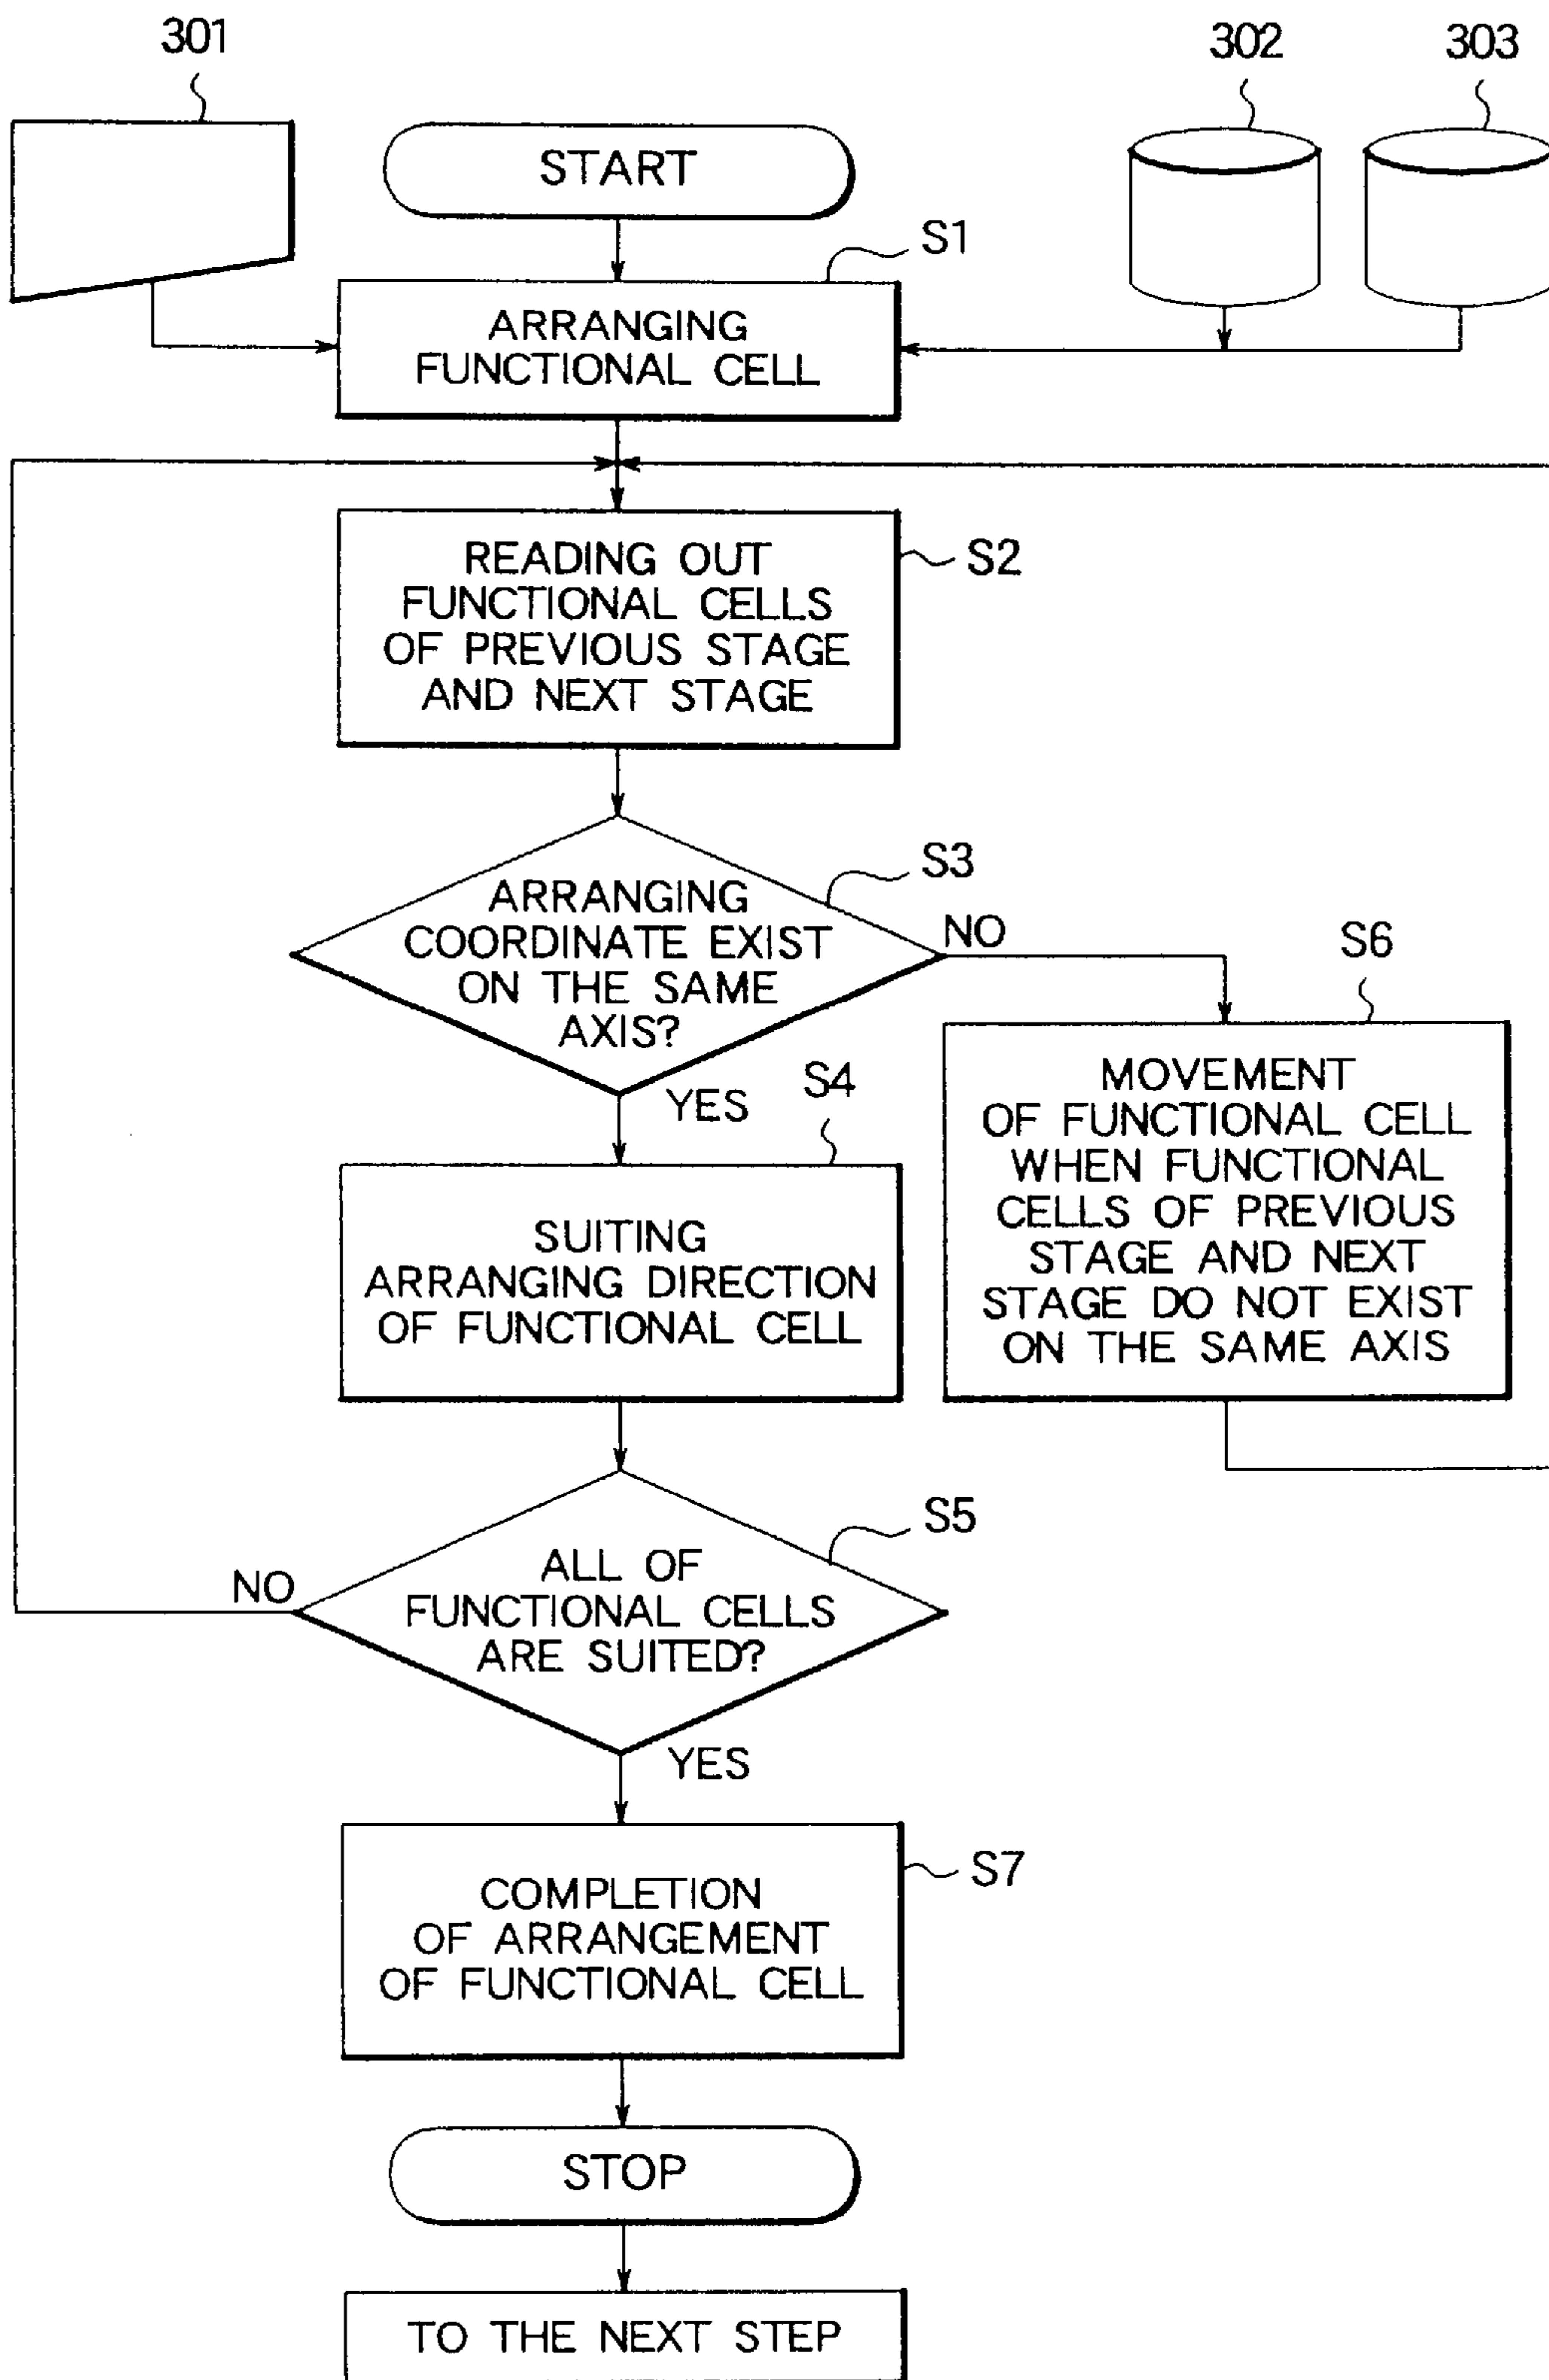 301
302
303
START
S1
ARRANGING
FUNCTIONAL CELL
READING OUT
FUNCTIONAL CELLS
OF PREVIOUS STAGE
AND NEXT STAGE
S2
S3
ARRANGING
COORDINATE EXIST
ON THE SAME
AXIS?
NO
YES
S6
MOVEMENT
OF FUNCTIONAL CELL
WHEN FUNCTIONAL
CELLS OF PREVIOUS
STAGE AND NEXT
STAGE DO NOT EXIST
ON THE SAME AXIS
S4
SUITING
ARRANGING DIRECTION
OF FUNCTIONAL CELL
S5
ALL OF
FUNCTIONAL CELLS
ARE SUITED?
NO
YES
S7
COMPLETION
OF ARRANGEMENT
OF FUNCTIONAL CELL
STOP
TO THE NEXT STEP